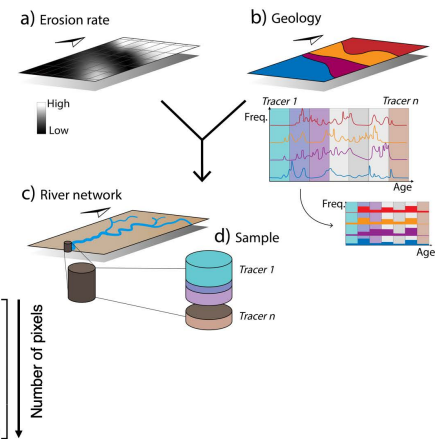 a) Erosion rate
b) Geology
High
Low
Tracer 1
Tracer n
Freq.
Age
Freq.
Age
c) River network
d) Sample
Tracer 1
Tracer n
Number of pixels